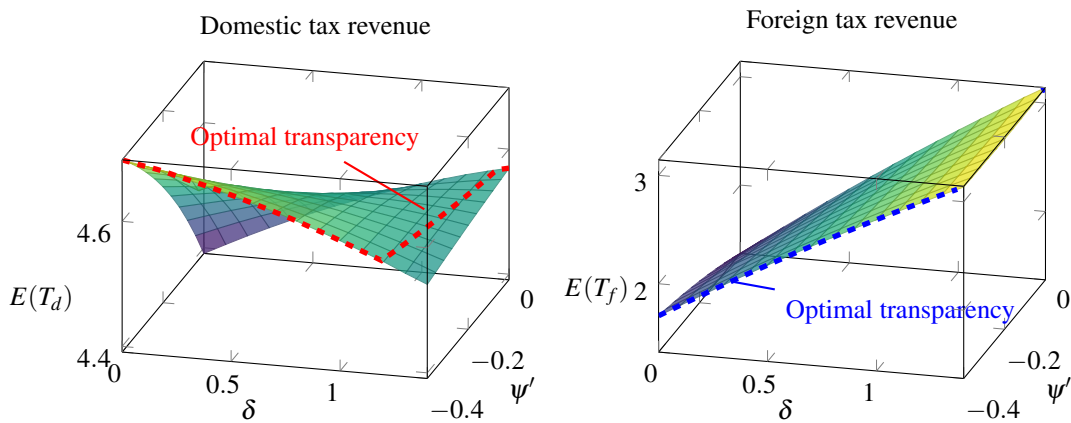 Domestic tax revenue
Optimal transparency
4.6
4.4
E(T_d)
0
0.5
1
δ
−0.4
−0.2
0
ψ′
Foreign tax revenue
Optimal transparency
3
2
E(T_f)
0
0.5
1
δ
−0.4
−0.2
0
ψ′